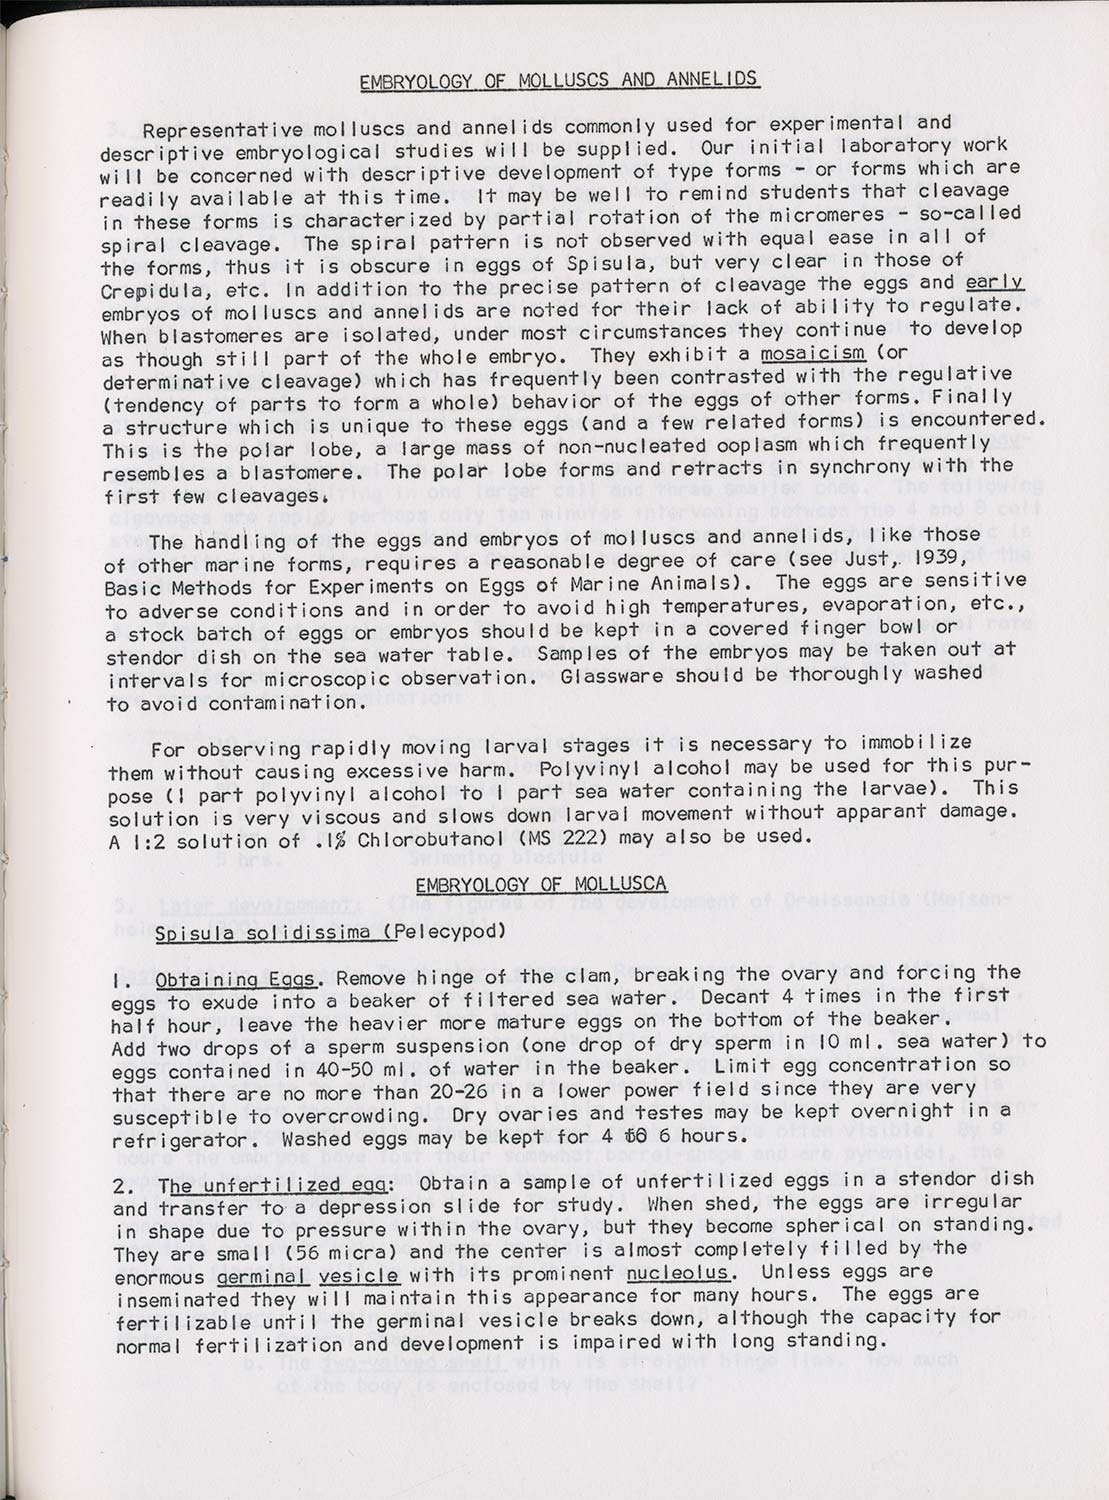 EMBRYOLOGY OF MOLLUSCS AND ANNELIDS
Representative molluscs and annelids commonly used for experimental and
descriptive embryological studies will be supplied. Our initial laboratory work
will be concerned with descriptive development of type forms - or forms which are
readily available at this time. It may be well to remind students that cleavage
in these forms is characterized by partial rotation of the micromeres - so-called
spiral cleavage. The spiral pattern is not observed with equal ease in all of
the forms, thus it is obscure in eggs of Spisula, but very clear in those of
Crepidula, etc. In addition to the precise pattern of cleavage the eggs and early
embryos of molluscs and annelids are noted for their lack of ability to regulate.
When blastomeres are isolated, under most circumstances they continue to develop
as though still part of the whole embryo. They exhibit a mosaicism (or
determinative cleavage) which has frequently been contrasted with the regulative
(tendency of parts to form a whole) behavior of the eggs of other forms. Finally
a structure which is unique to these eggs (and a few related forms) is encountered.
This is the polar lobe, a large mass of non-nucleated ooplasm which frequently
resembles a blastomere. The polar lobe forms and retracts in synchrony with the
first few cleavages.
The handling of the eggs and embryos of molluscs and annelids, like those
of other marine forms, requires a reasonable degree of care (see Just, 1939,
Basic Methods for Experiments on Eggs of Marine Animals). The eggs are sensitive
to adverse conditions and in order to avoid high temperatures, evaporation, etc.,
a stock batch of eggs or embryos should be kept in a covered finger bowl or
stendor dish on the sea water table. Samples of the embryos may be taken out at
intervals for microscopic observation. Glassware should be thoroughly washed
to avoid contamination.
For observing rapidly moving larval stages it is necessary to immobilize
them without causing excessive harm. Polyvinyl alcohol may be used for this pur-
pose (1 part polyvinyl alcohol to 1 part sea water containing the larvae). This
solution is very viscous and slows down larval movement without apparant damage.
A 1:2 solution of .1% Chlorobutanol (MS 222) may also be used.
EMBRYOLOGY OF MOLLUSCA
Spisula solidissima (Pelecypod)
1. Obtaining Eggs. Remove hinge of the clam, breaking the ovary and forcing the
eggs to exude into a beaker of filtered sea water. Decant 4 times in the first
half hour, leave the heavier more mature eggs on the bottom of the beaker.
Add two drops of a sperm suspension (one drop of dry sperm in 10 ml. sea water) to
eggs contained in 40-50 ml. of water in the beaker. Limit egg concentration so
that there are no more than 20-26 in a lower power field since they are very
susceptible to overcrowding. Dry ovaries and testes may be kept overnight in a
refrigerator. Washed eggs may be kept for 4 to 6 hours.
2. The unfertilized egg: Obtain a sample of unfertilized eggs in a stendor dish
and transfer to a depression slide for study. When shed, the eggs are irregular
in shape due to pressure within the ovary, but they become spherical on standing.
They are small (56 micra) and the center is almost completely filled by the
enormous germinal vesicle with its prominent nucleolus. Unless eggs are
inseminated they will maintain this appearance for many hours. The eggs are
fertilizable until the germinal vesicle breaks down, although the capacity for
normal fertilization and development is impaired with long standing.